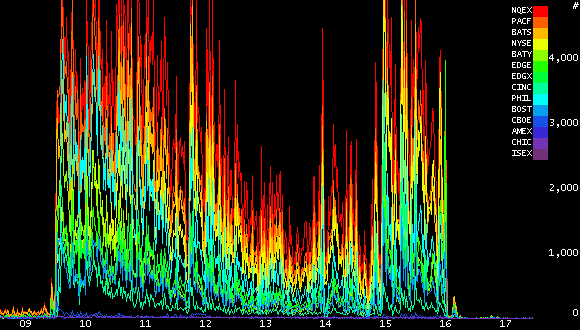 #
NQEX
PACF
BATS
NYSE
BATY
EDGE
4,000
EDGX
CINC
PHIL
BOST
CBOE
3,000
AMEX
CHIC
ISEX
2,000
1,000
0
09 10 11 12 13 14 15 16 17